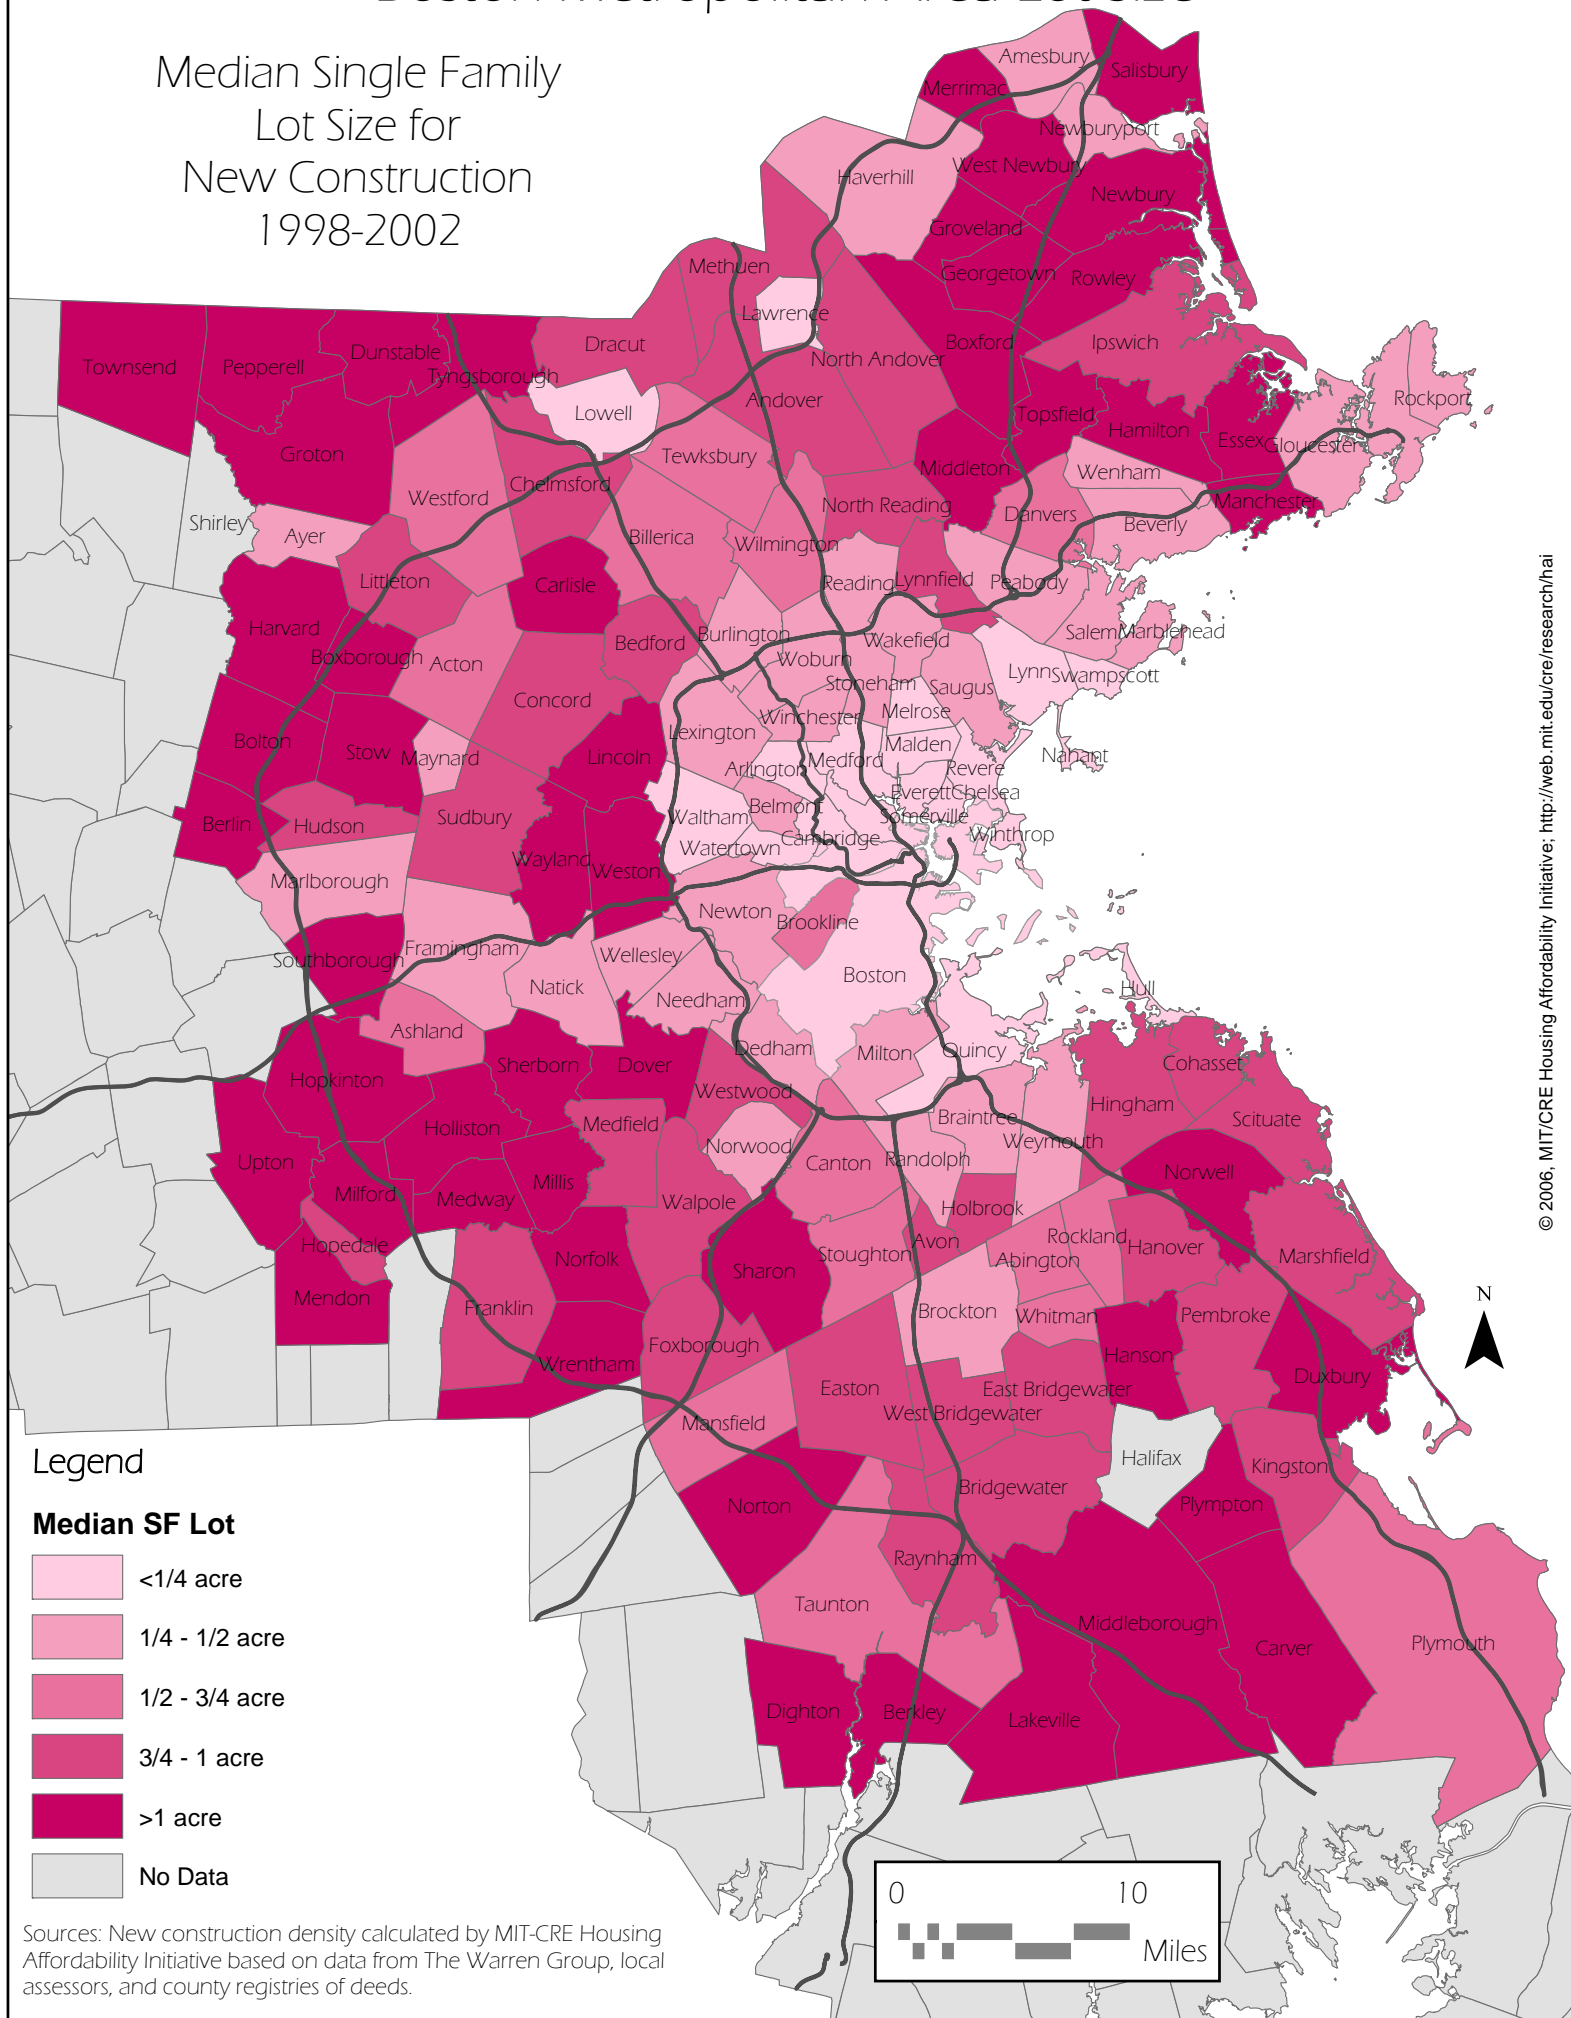 Boston Metropolitan Area Lot Size
Median Single Family
Lot Size for
New Construction
1998-2002
Amesbury
Salisbury
Merrimac
Newburyport
West Newbury
Haverhill
Newbury
Groveland
Methuen
Georgetown
Rowley
Lawrence
Dracut
Ipswich
Boxford
North Andover
Dunstable
Townsend
Pepperell
Tyngsborough
Andover
Rockport
Lowell
Topsfield
Hamilton
Essex
Gloucester
Groton
Tewksbury
Middleton
Wenham
Chelmsford
Westford
North Reading
Manchester
Danvers
Beverly
Shirley
Ayer
Billerica
Wilmington
Littleton
Carlisle
Reading
Lynnfield
Peabody
Harvard
Bedford
Burlington
Wakefield
Salem
Marblehead
Boxborough
Acton
Woburn
Lynn
Swampscott
Stoneham
Saugus
Concord
Winchester
Melrose
Lexington
Bolton
Stow
Maynard
Lincoln
Arlington
Medford
Malden
Revere
Nahant
Everett
Chelsea
Berlin
Hudson
Sudbury
Waltham
Belmont
Somerville
Cambridge
Winthrop
Watertown
Wayland
Weston
Marlborough
Newton
Brookline
Southborough
Framingham
Wellesley
Boston
Natick
Needham
Hull
Ashland
Dedham
Milton
Quincy
Sherborn
Dover
Cohasset
Hopkinton
Westwood
Hingham
Scituate
Medfield
Holliston
Braintree
Weymouth
Norwood
Canton
Randolph
Upton
Norwell
Milford
Medway
Millis
Walpole
Holbrook
Hopedale
Avon
Rockland
Hanover
Norfolk
Stoughton
Abington
Marshfield
Sharon
Mendon
Franklin
Brockton
Whitman
Pembroke
Foxborough
Wrentham
Hanson
Duxbury
Easton
East Bridgewater
West Bridgewater
Mansfield
Halifax
Kingston
Bridgewater
Norton
Plympton
Raynham
Taunton
Middleborough
Carver
Plymouth
Dighton
Berkley
Lakeville
N
© 2006, MIT/CRE Housing Affordability Initiative; http://web.mit.edu/cre/research/hai
Legend
Median SF Lot
<1/4 acre
1/4 - 1/2 acre
1/2 - 3/4 acre
3/4 - 1 acre
>1 acre
No Data
0 10
Miles
Sources: New construction density calculated by MIT-CRE Housing
Affordability Initiative based on data from The Warren Group, local
assessors, and county registries of deeds.